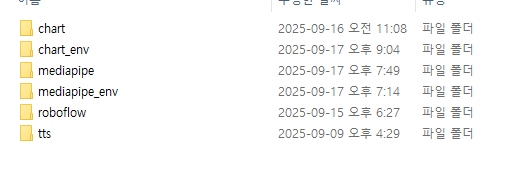 chart 2025-09-16 오전 11:08 파일 폴더
chart_env 2025-09-17 오후 9:04 파일 폴더
mediapipe 2025-09-17 오후 7:49 파일 폴더
mediapipe_env 2025-09-17 오후 7:14 파일 폴더
roboflow 2025-09-15 오후 6:27 파일 폴더
tts 2025-09-09 오후 4:29 파일 폴더